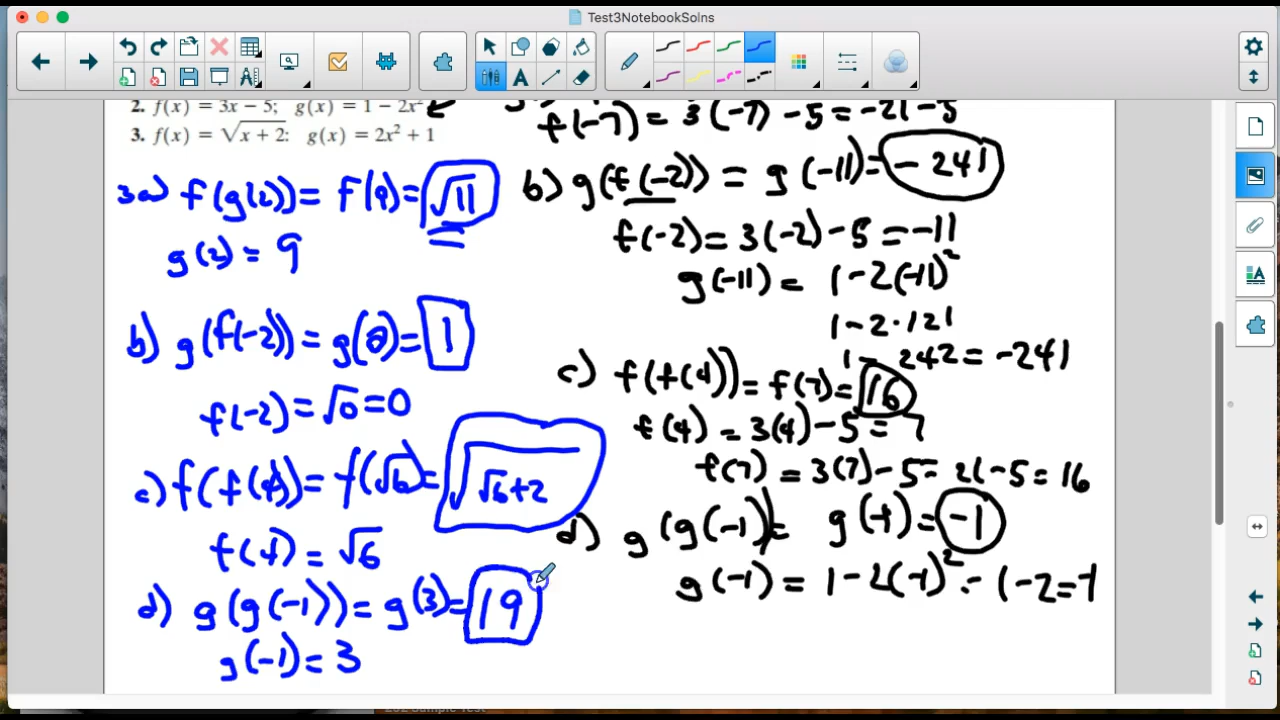 Test3NotebookSolns
2. f(x) = 3x − 5; g(x) = 1 − 2x²
3. f(x) = √(x + 2): g(x) = 2x² + 1
3a) f(g(2)) = f(9) = √11
g(2) = 9
b) g(f(-2)) = g(0) = 1
f(-2) = √0 = 0
c) f(f(4)) = f(√6) = √(√6+2)
f(4) = √6
d) g(g(-1)) = g(3) = 19
g(-1) = 3
f(-7) = 3(-7) - 5 = -21 - 5
b) g(f(-2)) = g(-11) = -241
f(-2) = 3(-2) - 5 = -11
g(-11) = 1 - 2(-11)²
1 - 2 · 121
1 - 242 = -241
c) f(f(4)) = f(7) = 16
f(4) = 3(4) - 5 = 7
f(7) = 3(7) - 5 = 21 - 5 = 16
d) g(g(-1)) = g(-1) = -1
g(-1) = 1 - 2(-1)² = 1 - 2 = -1